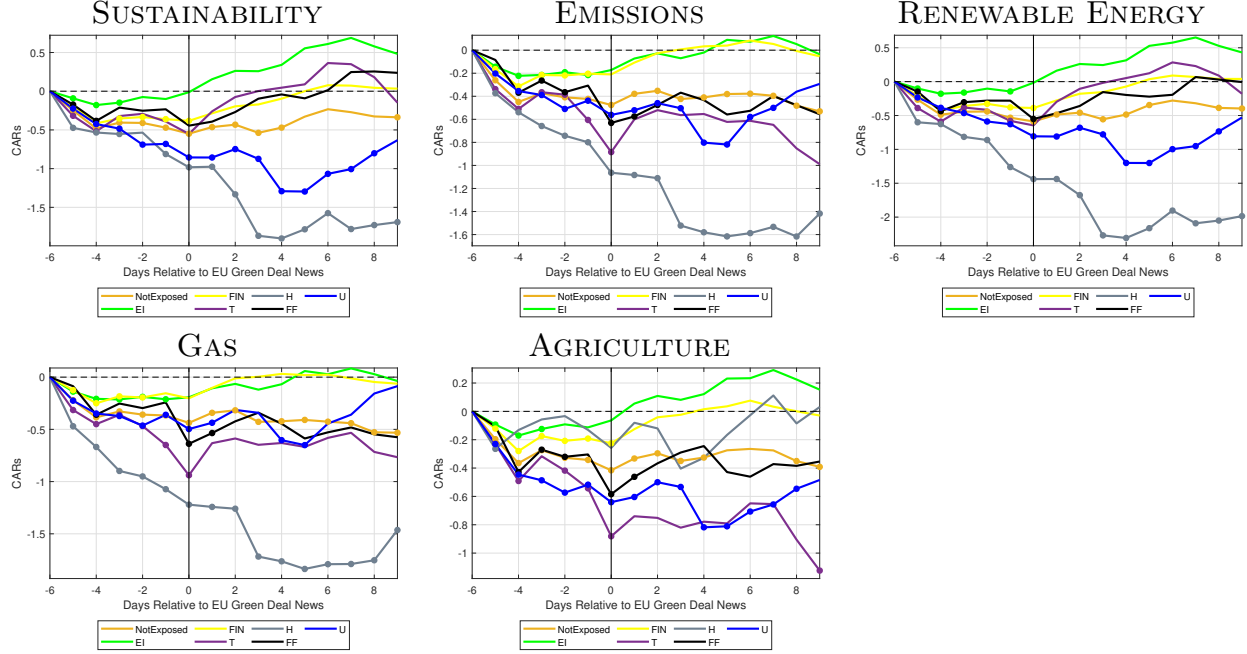 SUSTAINABILITY
0.5
0
-0.5
-1
-1.5
CARs
-6 -4 -2 0 2 4 6 8
Days Relative to EU Green Deal News
NotExposed FIN H U
EI T FF
EMISSIONS
0
-0.2
-0.4
-0.6
-0.8
-1
-1.2
-1.4
-1.6
CARs
-6 -4 -2 0 2 4 6 8
Days Relative to EU Green Deal News
NotExposed FIN H U
EI T FF
RENEWABLE ENERGY
0.5
0
-0.5
-1
-1.5
-2
CARs
-6 -4 -2 0 2 4 6 8
Days Relative to EU Green Deal News
NotExposed FIN H U
EI T FF
GAS
0
-0.5
-1
-1.5
CARs
-6 -4 -2 0 2 4 6 8
Days Relative to EU Green Deal News
NotExposed FIN H U
EI T FF
AGRICULTURE
0.2
0
-0.2
-0.4
-0.6
-0.8
-1
CARs
-6 -4 -2 0 2 4 6 8
Days Relative to EU Green Deal News
NotExposed FIN H U
EI T FF